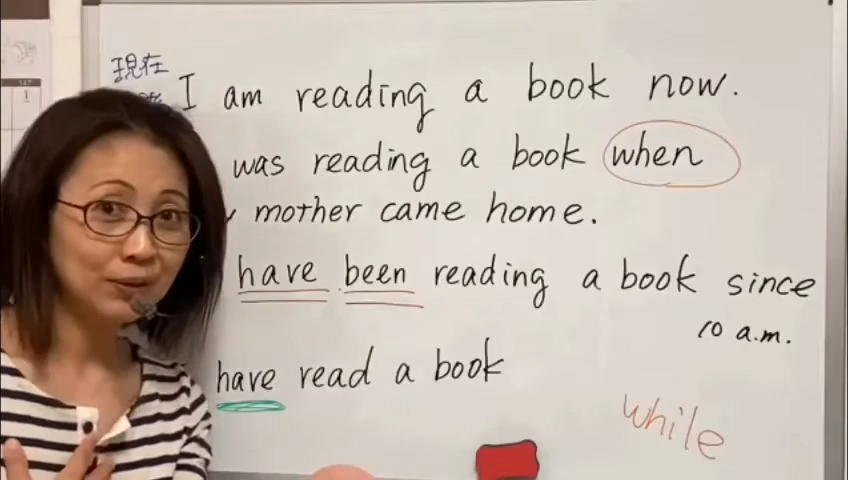 現在
I am reading a book now.
was reading a book when
mother came home.
have been reading a book since
10 a.m.
have read a book
while